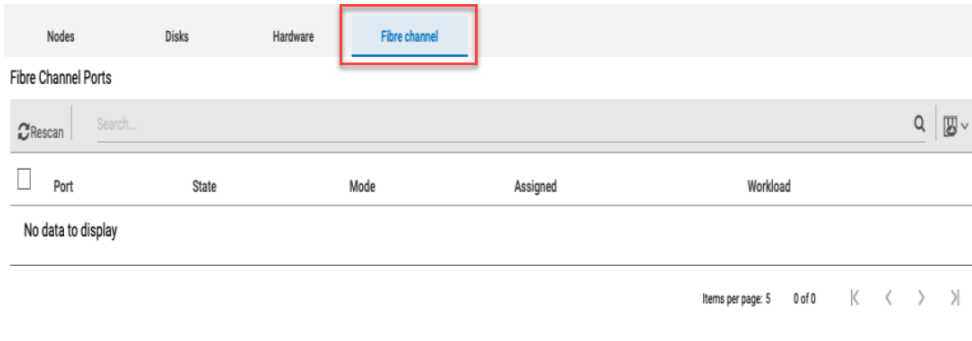 Nodes Disks Hardware Fibre channel
Fibre Channel Ports
Rescan Search...
Port State Mode Assigned Workload
No data to display
Items per page: 5 0 of 0